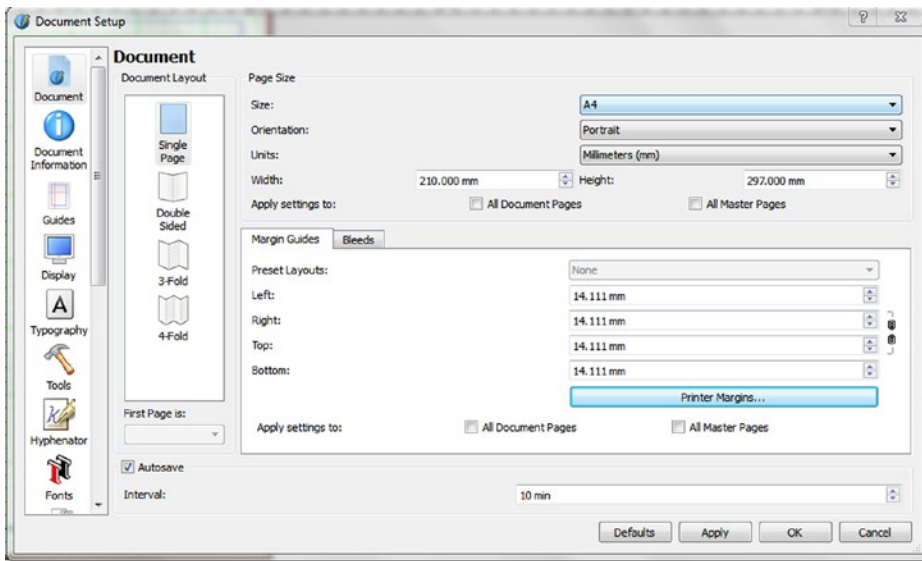 Document Setup
Document
Document Information
Guides
Display
Typography
Tools
Hyphenator
Fonts
Document
Document Layout
Single Page
Double Sided
3-Fold
4-Fold
First Page is:
Page Size
Size: A4
Orientation: Portrait
Units: Millimeters (mm)
Width: 210.000 mm Height: 297.000 mm
Apply settings to: All Document Pages All Master Pages
Margin Guides Bleeds
Preset Layouts: None
Left: 14.111 mm
Right: 14.111 mm
Top: 14.111 mm
Bottom: 14.111 mm
Printer Margins...
Apply settings to: All Document Pages All Master Pages
Autosave
Interval: 10 min
Defaults Apply OK Cancel